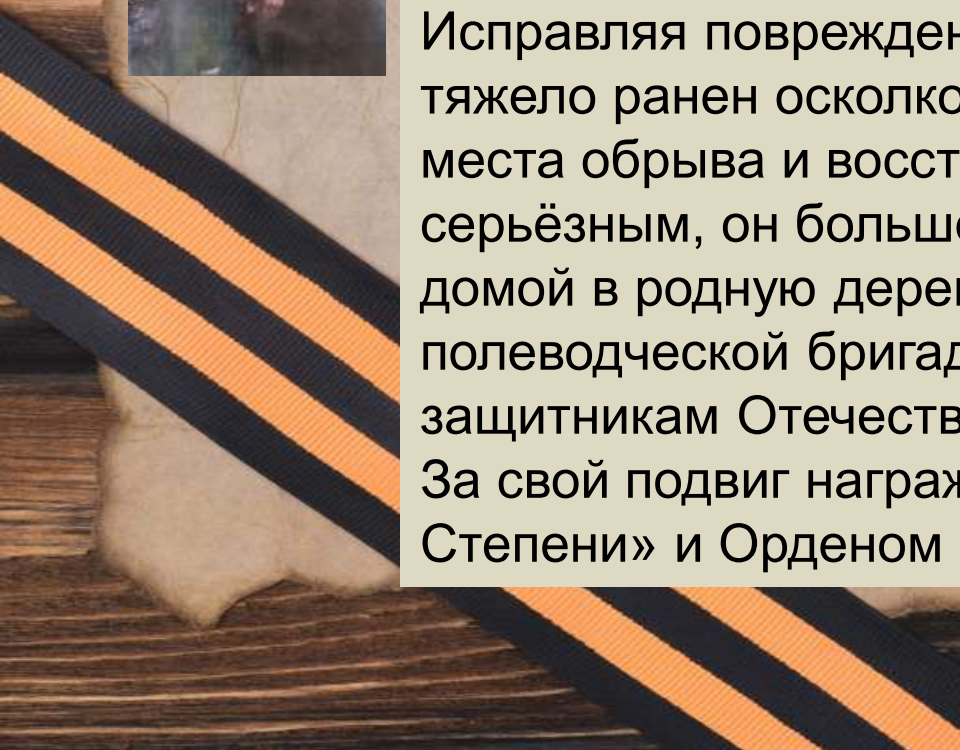 Исправляя поврежден
тяжело ранен осколко
места обрыва и восст
серьёзным, он больше
домой в родную дерев
полеводческой бригад
защитникам Отечеств
За свой подвиг награж
Степени» и Орденом